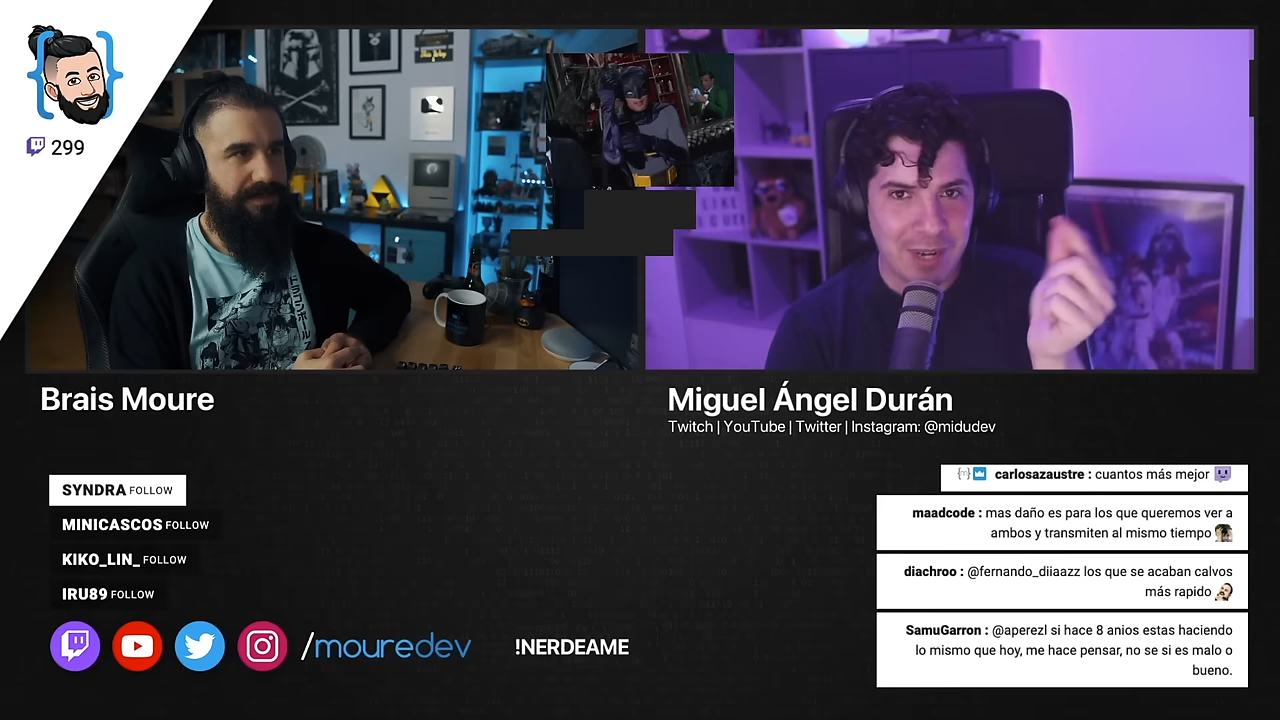 299
Brais Moure
Miguel Ángel Durán
Twitch | YouTube | Twitter | Instagram: @midudev
SYNDRA FOLLOW
MINICASCOS FOLLOW
KIKO_LIN_ FOLLOW
IRU89 FOLLOW
/mouredev
!NERDEAME
carlosazaustre : cuantos más mejor
maadcode : mas daño es para los que queremos ver a
ambos y transmiten al mismo tiempo
diachroo : @fernando_diiaazz los que se acaban calvos
más rapido
SamuGarron : @aperezl si hace 8 anios estas haciendo
lo mismo que hoy, me hace pensar, no se si es malo o
bueno.